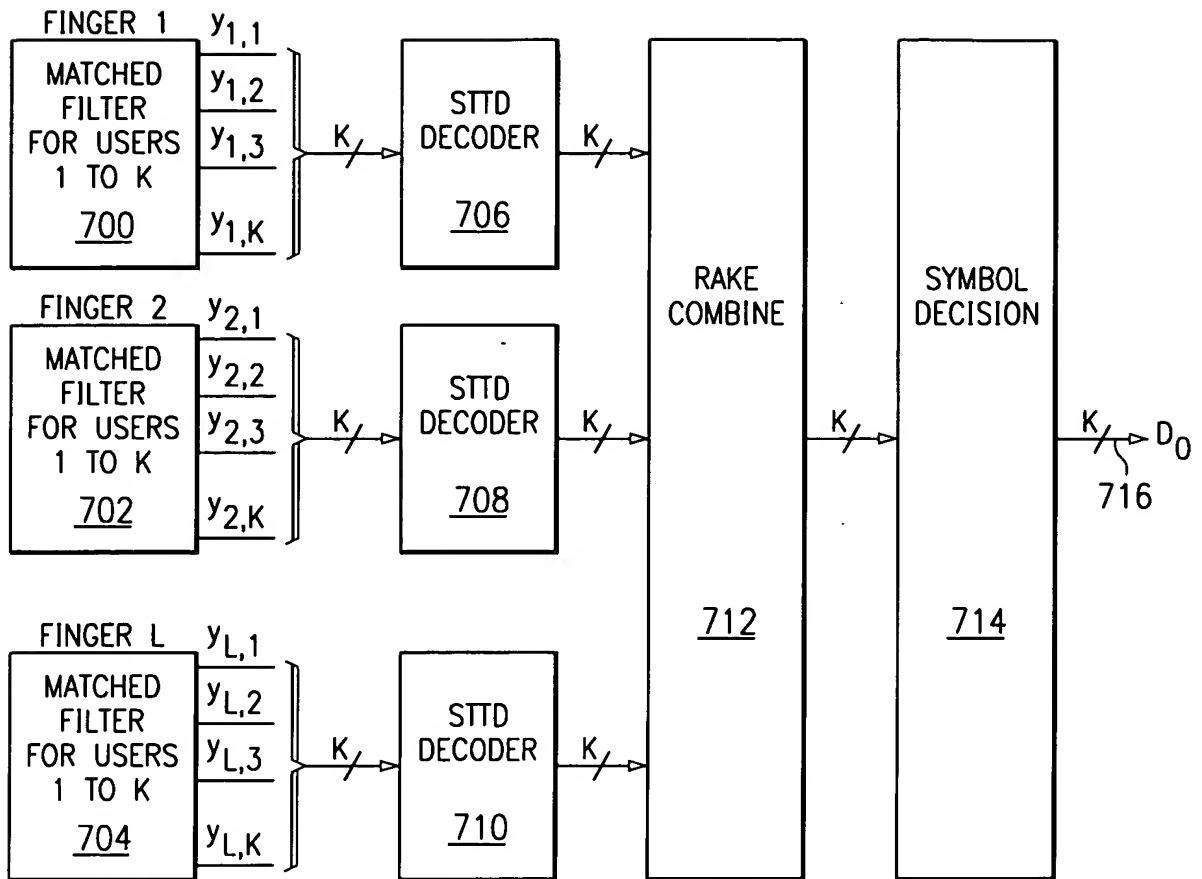 FINGER 1
MATCHED
FILTER
FOR USERS
1 TO K
700
y1,1
y1,2
y1,3
y1,K
K
STTD
DECODER
706
K
FINGER 2
MATCHED
FILTER
FOR USERS
1 TO K
702
y2,1
y2,2
y2,3
y2,K
K
STTD
DECODER
708
K
FINGER L
MATCHED
FILTER
FOR USERS
1 TO K
704
yL,1
yL,2
yL,3
yL,K
K
STTD
DECODER
710
K
RAKE
COMBINE
712
K
SYMBOL
DECISION
714
K
D0
716